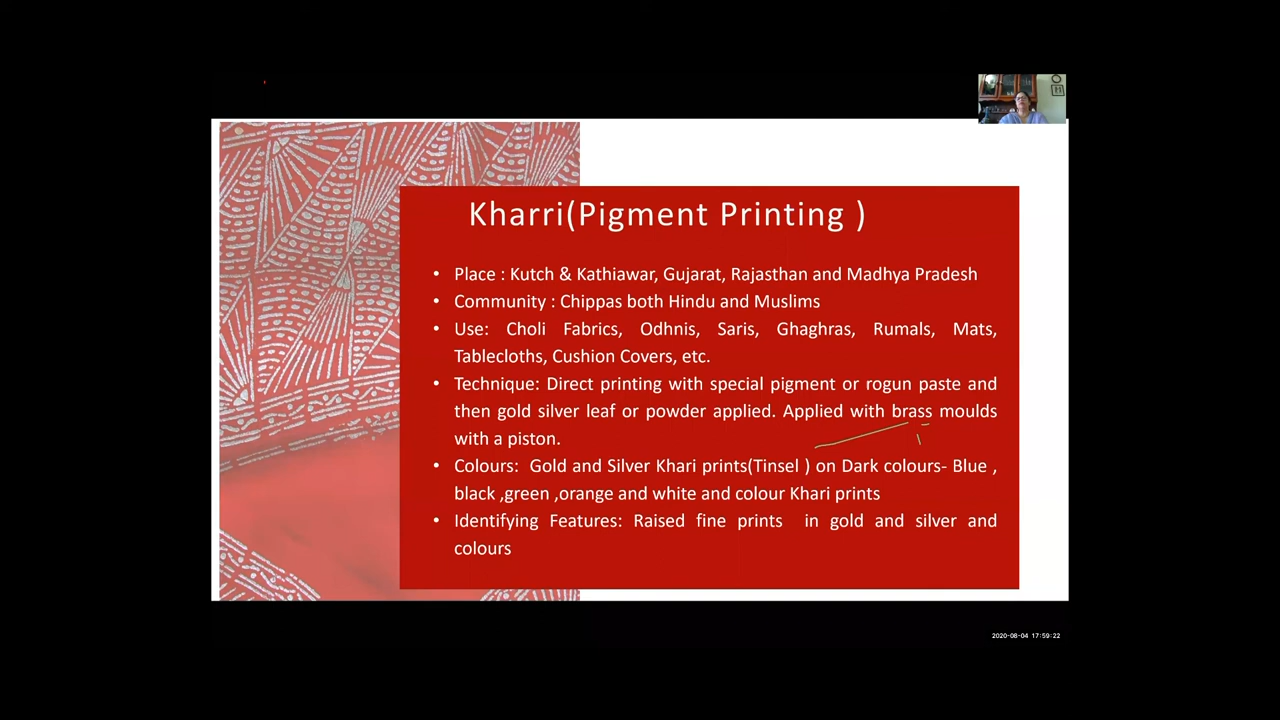 Kharri(Pigment Printing )
• Place : Kutch & Kathiawar, Gujarat, Rajasthan and Madhya Pradesh
• Community : Chippas both Hindu and Muslims
• Use: Choli Fabrics, Odhnis, Saris, Ghaghras, Rumals, Mats,
Tablecloths, Cushion Covers, etc.
• Technique: Direct printing with special pigment or rogun paste and
then gold silver leaf or powder applied. Applied with brass moulds
with a piston.
• Colours: Gold and Silver Khari prints(Tinsel ) on Dark colours- Blue ,
black ,green ,orange and white and colour Khari prints
• Identifying Features: Raised fine prints in gold and silver and
colours
2020-08-04 17:59:22